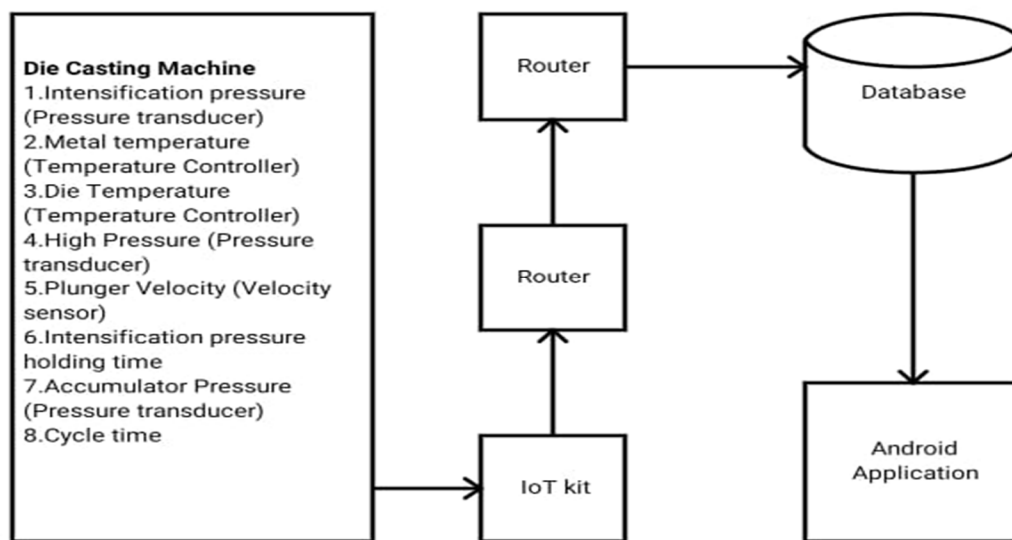 Die Casting Machine
1.Intensification pressure
(Pressure transducer)
2.Metal temperature
(Temperature Controller)
3.Die Temperature
(Temperature Controller)
4.High Pressure (Pressure
transducer)
5.Plunger Velocity (Velocity
sensor)
6.Intensification pressure
holding time
7.Accumulator Pressure
(Pressure transducer)
8.Cycle time
IoT kit
Router
Router
Database
Android
Application